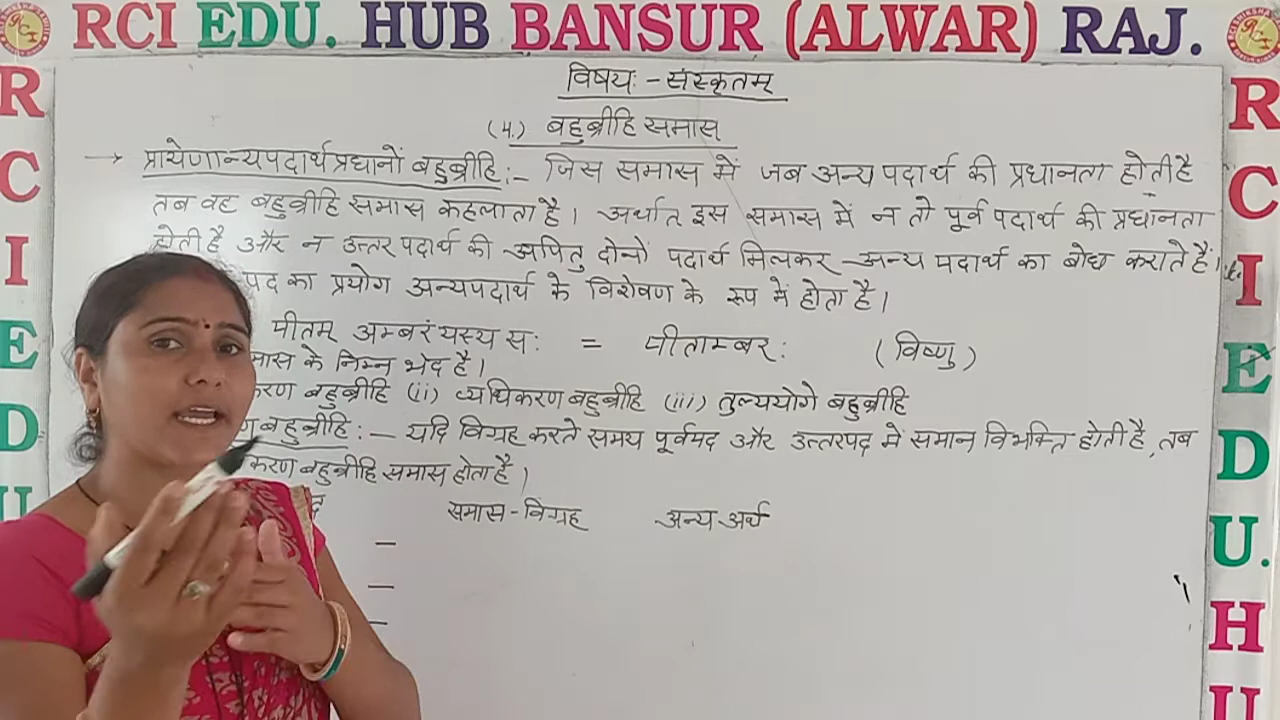 RCI EDU. HUB BANSUR (ALWAR) RAJ.
विषयः - संस्कृतम्
(4.) बहुब्रीहि समास
→ प्रायेणान्यपदार्थप्रधानों बहुब्रीहि :- जिस समास में जब अन्य पदार्थ की प्रधानता होती है
तब वह बहुब्रीहि समास कहलाता है। अर्थात इस समास में न तो पूर्व पदार्थ की प्रधानता
होती है और न उत्तर पदार्थ की अपितु दोनों पदार्थ मिलकर अन्य पदार्थ का बोध कराते हैं।
पद का प्रयोग अन्यपदार्थ के विशेषण के रूप में होता है।
पीतम् अम्बरं यस्य सः = पीताम्बरः (विष्णु)
मास के निम्न भेद है।
करण बहुब्रीहि (ii) व्यधिकरण बहुब्रीहि (iii) तुल्ययोगे बहुब्रीहि
ण बहुब्रीहि :- यदि विग्रह करते समय पूर्वपद और उत्तरपद में समान विभक्ति होती है, तब
करण बहुब्रीहि समास होता है।
समास - विग्रह अन्य अर्थ
–
–
–
R
C
I
E
D
U
R
C
I
E
D
U.
H
U